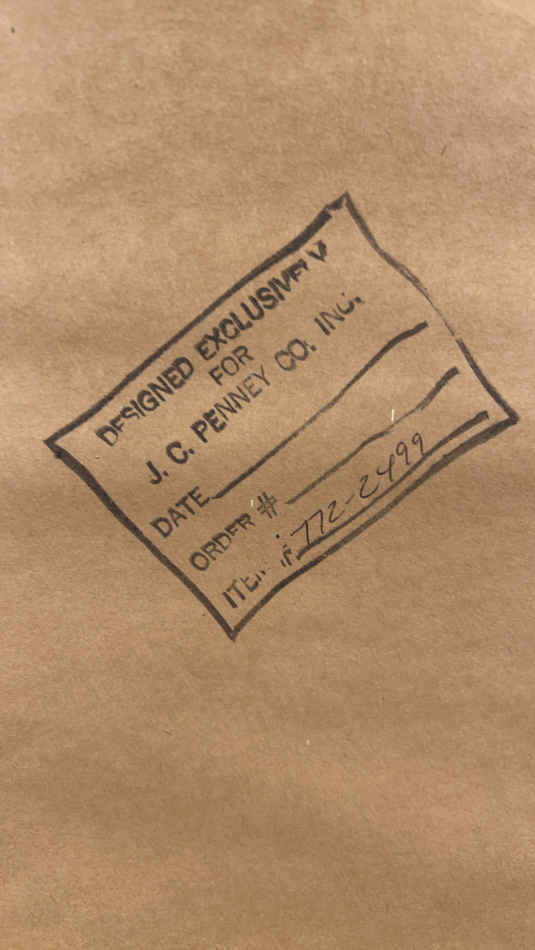 DESIGNED EXCLUSIVELY
FOR
J. C. PENNEY CO. INC.
DATE
ORDER #
ITEM # 772-2499